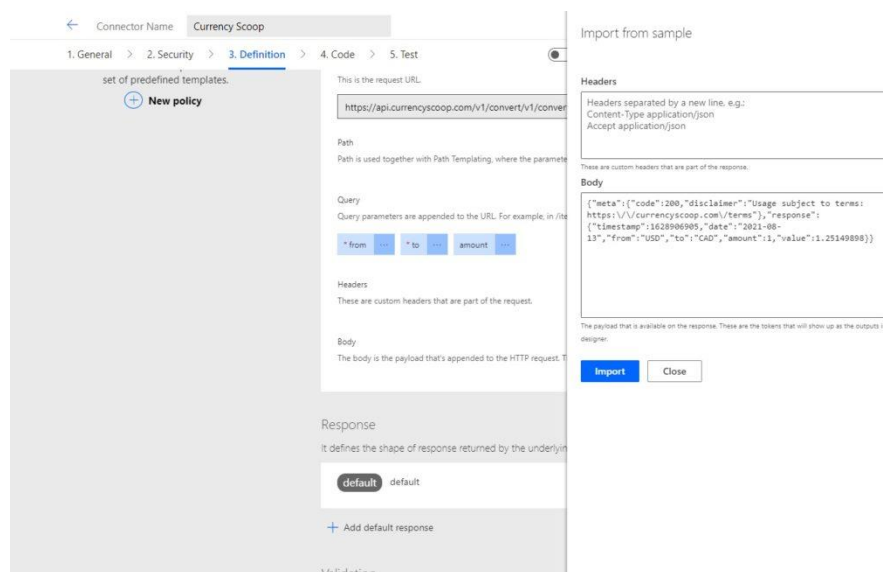 Connector Name Currency Scoop
1. General > 2. Security > 3. Definition > 4. Code > 5. Test
set of predefined templates.
New policy
This is the request URL.
https://api.currencyscoop.com/v1/convert/v1/conver
Path
Path is used together with Path Templating, where the paramete
Query
Query parameters are appended to the URL. For example, in /ite
* from ... * to ... amount ...
Headers
These are custom headers that are part of the request.
Body
The body is the payload that's appended to the HTTP request. T
Response
It defines the shape of response returned by the underlyin
default default
+ Add default response
Import from sample
Headers
Headers separated by a new line, e.g.:
Content-Type application/json
Accept application/json
These are custom headers that are part of the response.
Body
{"meta":{"code":200,"disclaimer":"Usage subject to terms:
https:\/\/currencyscoop.com\/terms"},"response":
{"timestamp":1628906905,"date":"2021-08-
13","from":"USD","to":"CAD","amount":1,"value":1.25149898}}
The payload that is available on the response. These are the tokens that will show up as the outputs i
designer.
Import Close